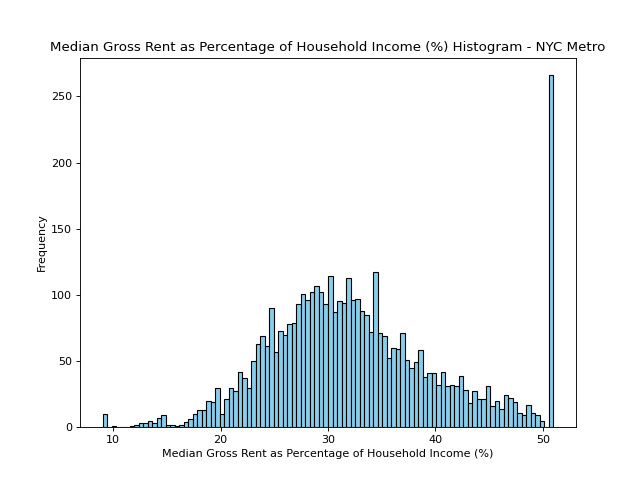 Median Gross Rent as Percentage of Household Income (%) Histogram - NYC Metro
250
200
150
100
50
0
Frequency
10 20 30 40 50
Median Gross Rent as Percentage of Household Income (%)